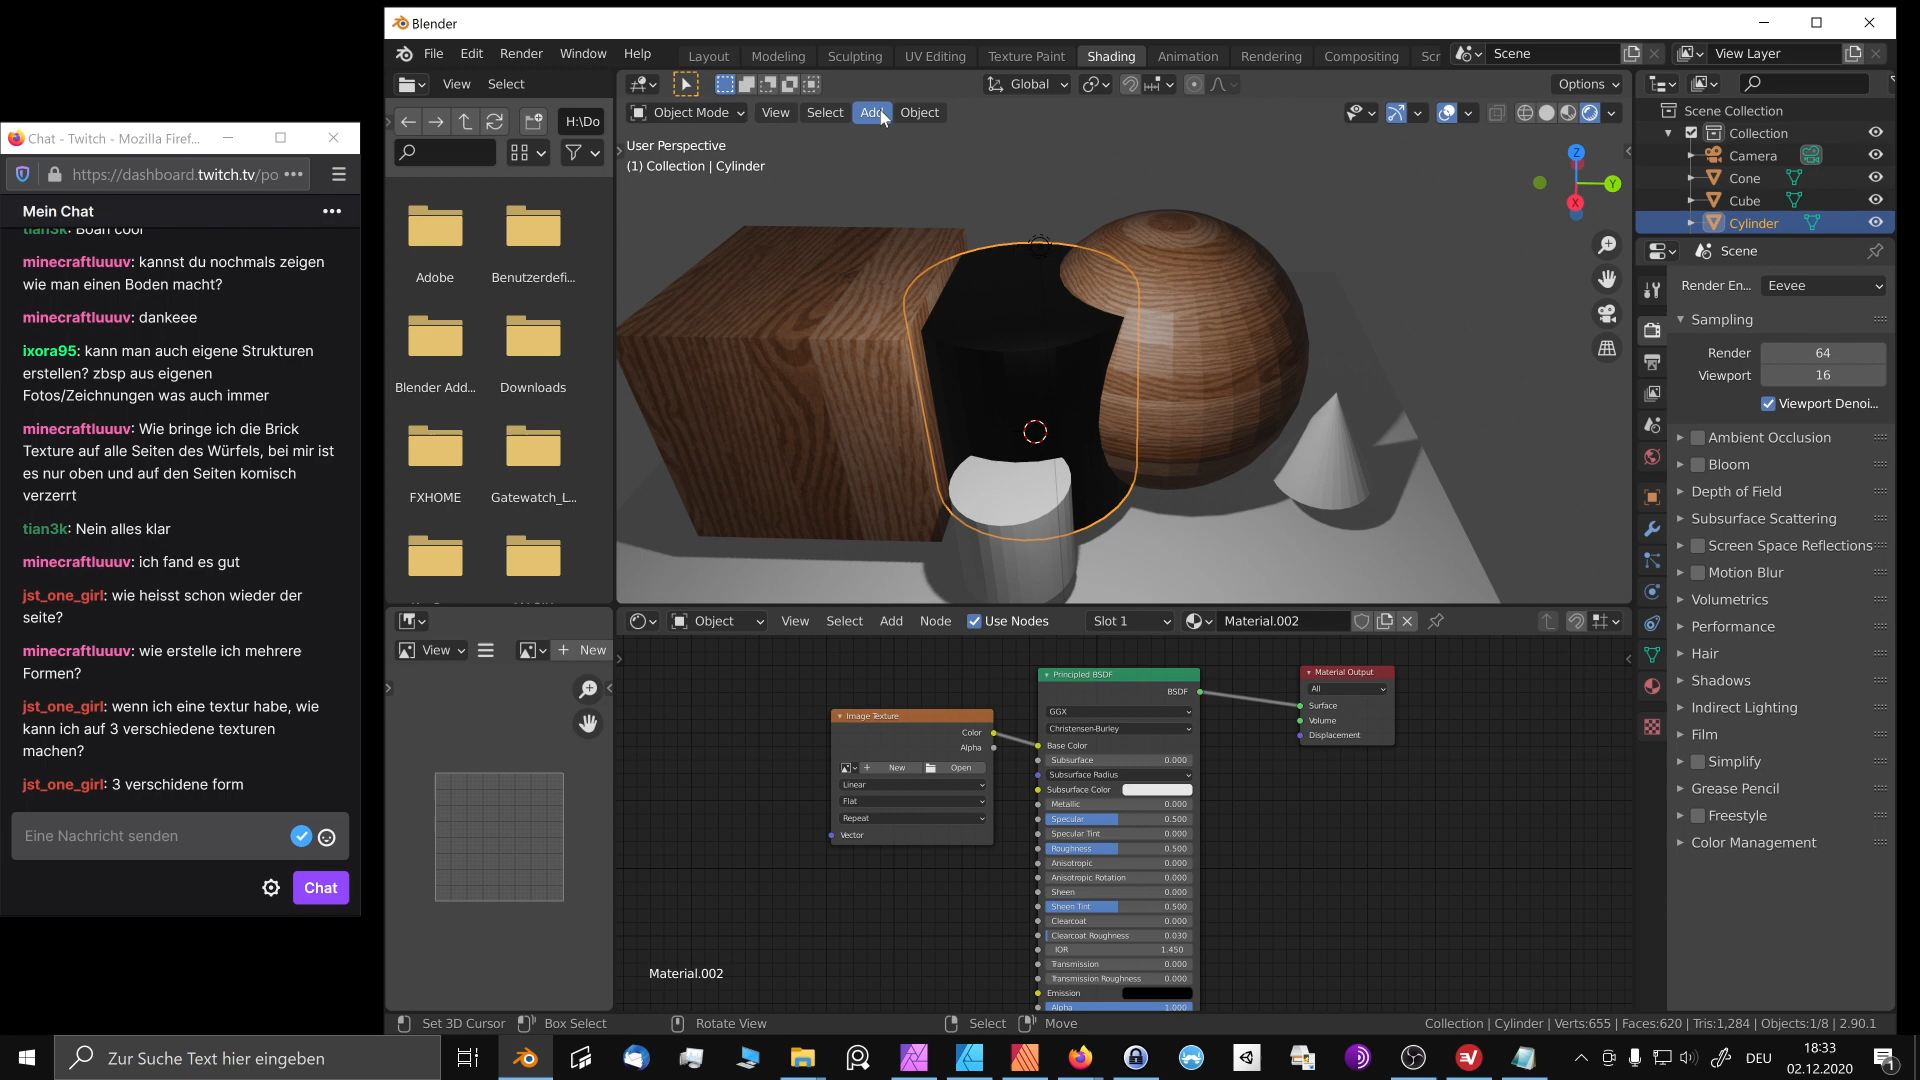 Chat - Twitch - Mozilla Firef...
https://dashboard.twitch.tv/po
Mein Chat
tian3k: Boah cool
minecraftluuuv: kannst du nochmals zeigen
wie man einen Boden macht?
minecraftluuuv: dankeee
ixora95: kann man auch eigene Strukturen
erstellen? zbsp aus eigenen
Fotos/Zeichnungen was auch immer
minecraftluuuv: Wie bringe ich die Brick
Texture auf alle Seiten des Würfels, bei mir ist
es nur oben und auf den Seiten komisch
verzerrt
tian3k: Nein alles klar
minecraftluuuv: ich fand es gut
jst_one_girl: wie heisst schon wieder der
seite?
minecraftluuuv: wie erstelle ich mehrere
Formen?
jst_one_girl: wenn ich eine textur habe, wie
kann ich auf 3 verschiedene texturen
machen?
jst_one_girl: 3 verschidene form
Eine Nachricht senden
Chat
Blender
File Edit Render Window Help
Layout Modeling Sculpting UV Editing Texture Paint Shading Animation Rendering Compositing Scr
Scene
View Layer
View Select
H:\Do
Adobe
Benutzerdefi...
Blender Add...
Downloads
FXHOME
Gatewatch_L...
Global
Options
Object Mode View Select Add Object
User Perspective
(1) Collection | Cylinder
Z
Y
X
Scene Collection
Collection
Camera
Cone
Cube
Cylinder
Scene
Render En... Eevee
Sampling
Render 64
Viewport 16
Viewport Denoi...
Ambient Occlusion
Bloom
Depth of Field
Subsurface Scattering
Screen Space Reflections
Motion Blur
Volumetrics
Performance
Hair
Shadows
Indirect Lighting
Film
Simplify
Grease Pencil
Freestyle
Color Management
View
New
Object View Select Add Node Use Nodes Slot 1 Material.002
Image Texture
Color
Alpha
New Open
Linear
Flat
Repeat
Vector
Principled BSDF
BSDF
GGX
Christensen-Burley
Base Color
Subsurface 0.000
Subsurface Radius
Subsurface Color
Metallic 0.000
Specular 0.500
Specular Tint 0.000
Roughness 0.500
Anisotropic 0.000
Anisotropic Rotation 0.000
Sheen 0.000
Sheen Tint 0.500
Clearcoat 0.000
Clearcoat Roughness 0.030
IOR 1.450
Transmission 0.000
Transmission Roughness 0.000
Emission
Alpha 1.000
Material Output
All
Surface
Volume
Displacement
Material.002
Set 3D Cursor Box Select Rotate View Select Move
Collection | Cylinder | Verts:655 | Faces:620 | Tris:1,284 | Objects:1/8 | 2.90.1
Zur Suche Text hier eingeben
DEU
18:33
02.12.2020
1